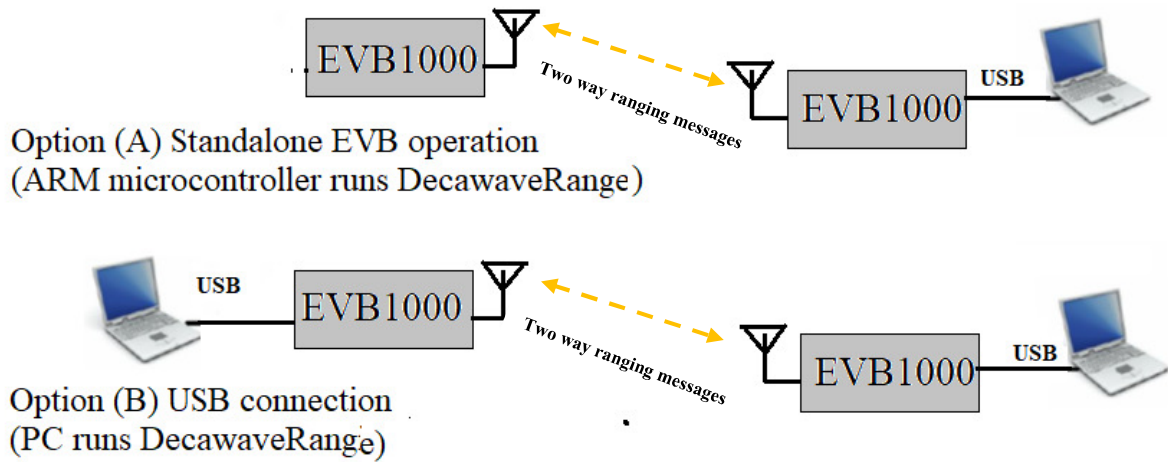 EVB1000
Two way ranging messages
EVB1000
USB
Option (A) Standalone EVB operation
(ARM microcontroller runs DecawaveRange)
USB
EVB1000
Two way ranging messages
EVB1000
USB
Option (B) USB connection
(PC runs DecawaveRange)